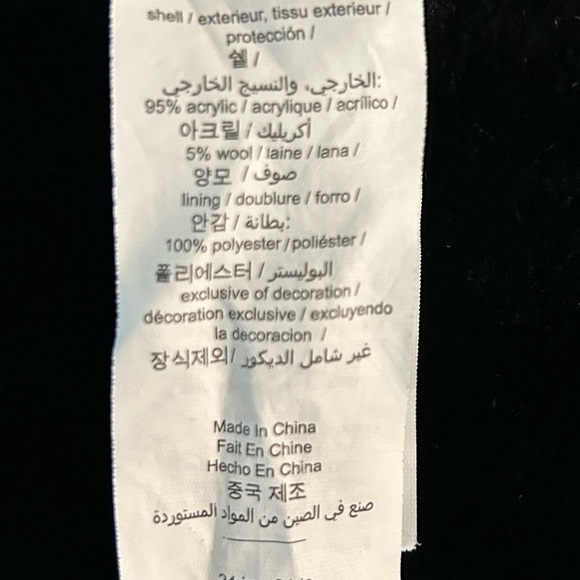 shell / exterieur, tissu exterieur /
protección /
쉘 /
الخارجي، والنسيج الخارجي:
95% acrylic / acrylique / acrílico /
아크릴 / أكريليك
5% wool / laine / lana /
양모 / صوف
lining / doublure / forro /
안감 / بطانة:
100% polyester / poliéster /
폴리에스터 / البوليستر
exclusive of decoration /
décoration exclusive / excluyendo
la decoracion /
장식제외/ غير شامل الديكور
Made In China
Fait En Chine
Hecho En China
중국 제조
صنع في الصين من المواد المستوردة